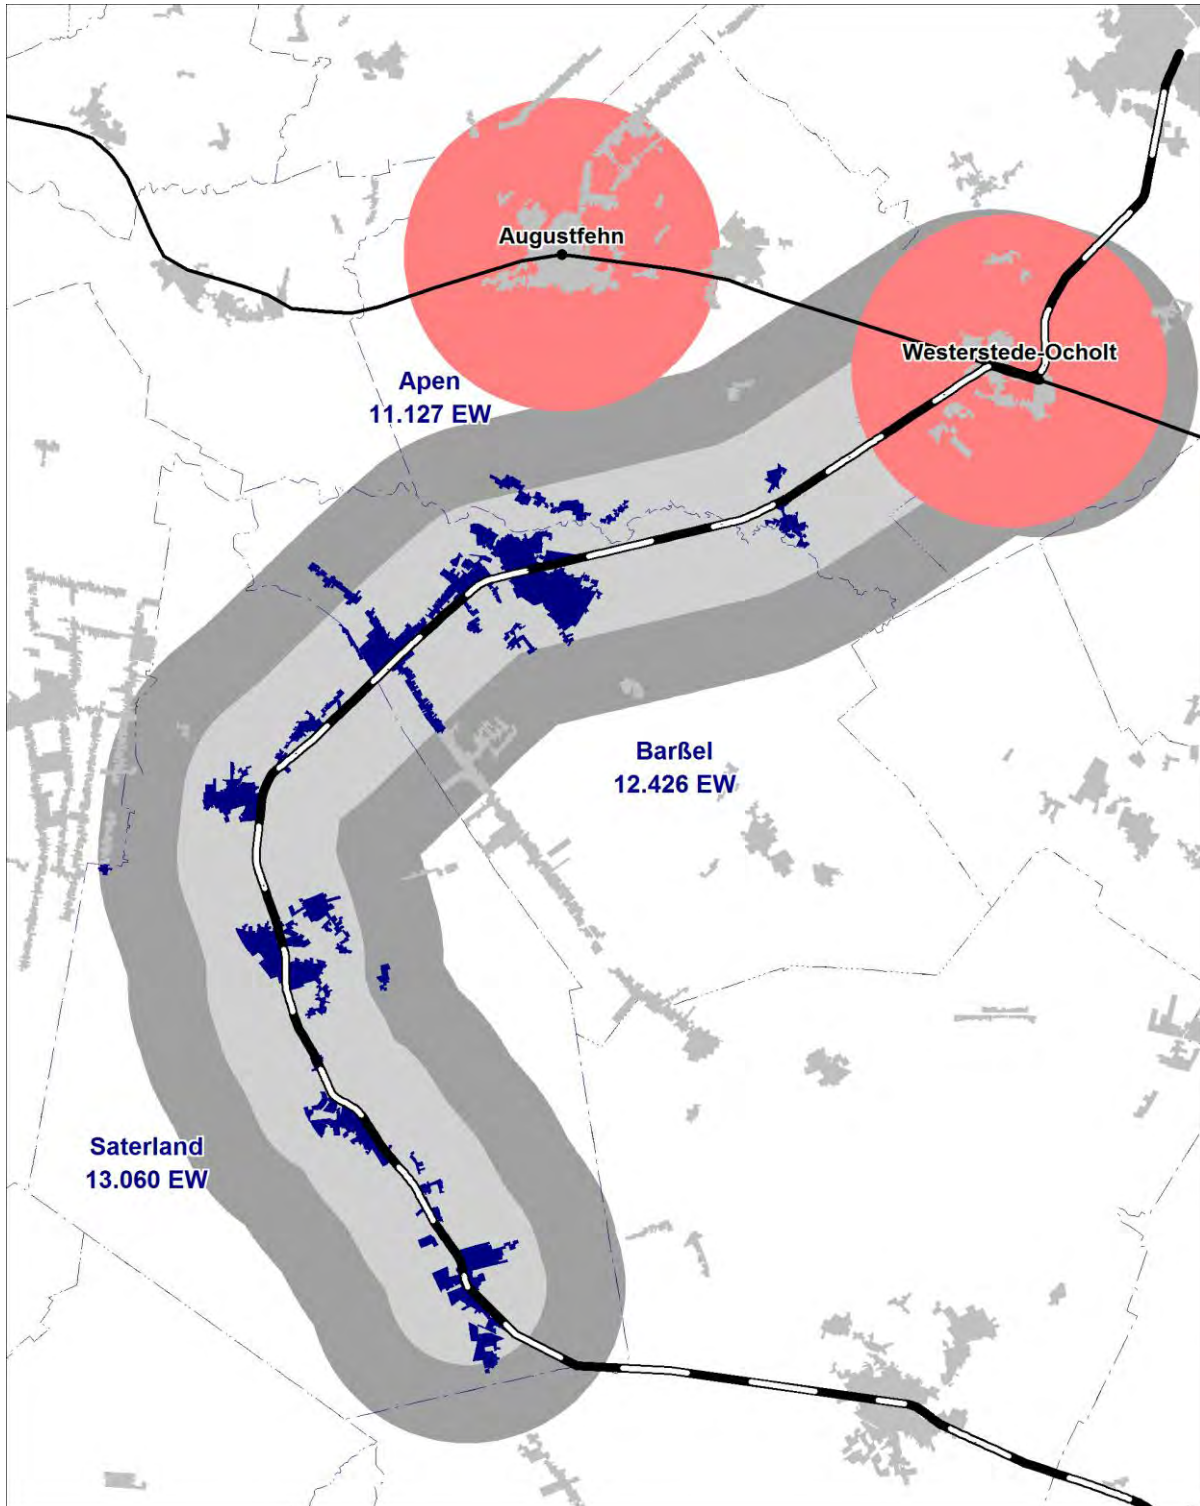 Augustfehn
Westerstede-Ocholt
Apen
11.127 EW
Barßel
12.426 EW
Saterland
13.060 EW